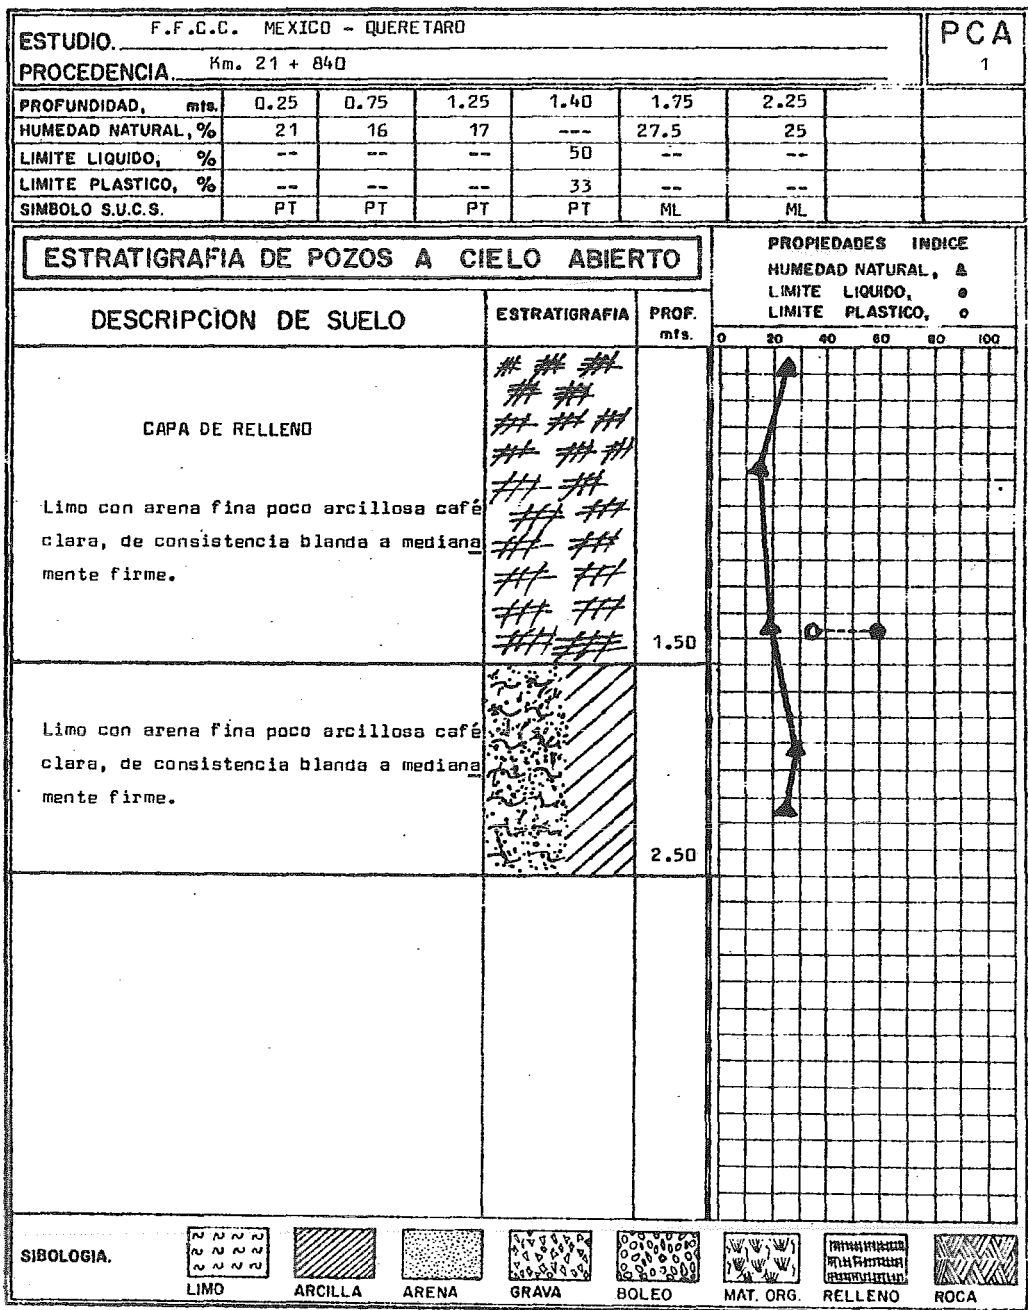 ESTUDIO. F.F.C.C. MEXICO - QUERETARO
PROCEDENCIA. Km. 21 + 840
PCA
1
PROFUNDIDAD, mts. 0.25 0.75 1.25 1.40 1.75 2.25
HUMEDAD NATURAL, % 21 16 17 --- 27.5 25
LIMITE LIQUIDO, % -- -- -- 50 -- --
LIMITE PLASTICO, % -- -- -- 33 -- --
SIMBOLO S.U.C.S. PT PT PT PT ML ML
ESTRATIGRAFIA DE POZOS A CIELO ABIERTO
PROPIEDADES INDICE
HUMEDAD NATURAL,
LIMITE LIQUIDO,
LIMITE PLASTICO,
DESCRIPCION DE SUELO
ESTRATIGRAFIA
PROF.
mts.
0 20 40 60 80 100
CAPA DE RELLENO
Limo con arena fina poco arcillosa café
clara, de consistencia blanda a mediana
mente firme.
1.50
Limo con arena fina poco arcillosa café
clara, de consistencia blanda a mediana
mente firme.
2.50
SIBOLOGIA.
LIMO ARCILLA ARENA GRAVA BOLEO MAT. ORG. RELLENO ROCA